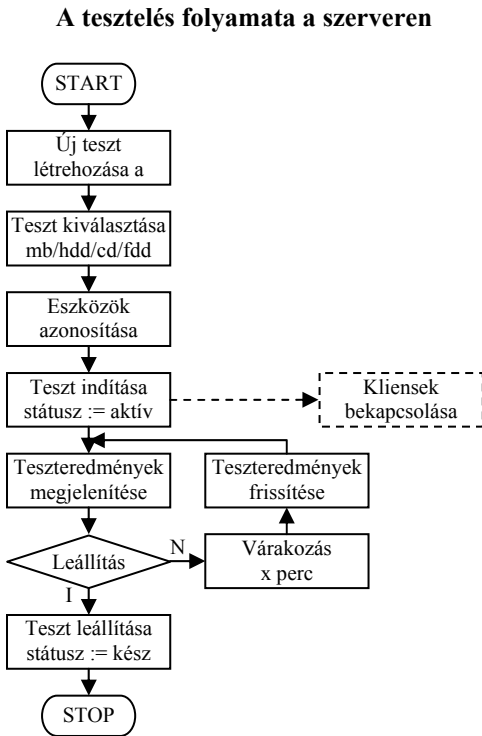 A tesztelés folyamata a szerveren
START
Új teszt
létrehozása a
Teszt kiválasztása
mb/hdd/cd/fdd
Eszközök
azonosítása
Teszt indítása
státusz := aktív
Kliensek
bekapcsolása
Teszteredmények
megjelenítése
Teszteredmények
frissítése
Leállítás
N
Várakozás
x perc
I
Teszt leállítása
státusz := kész
STOP